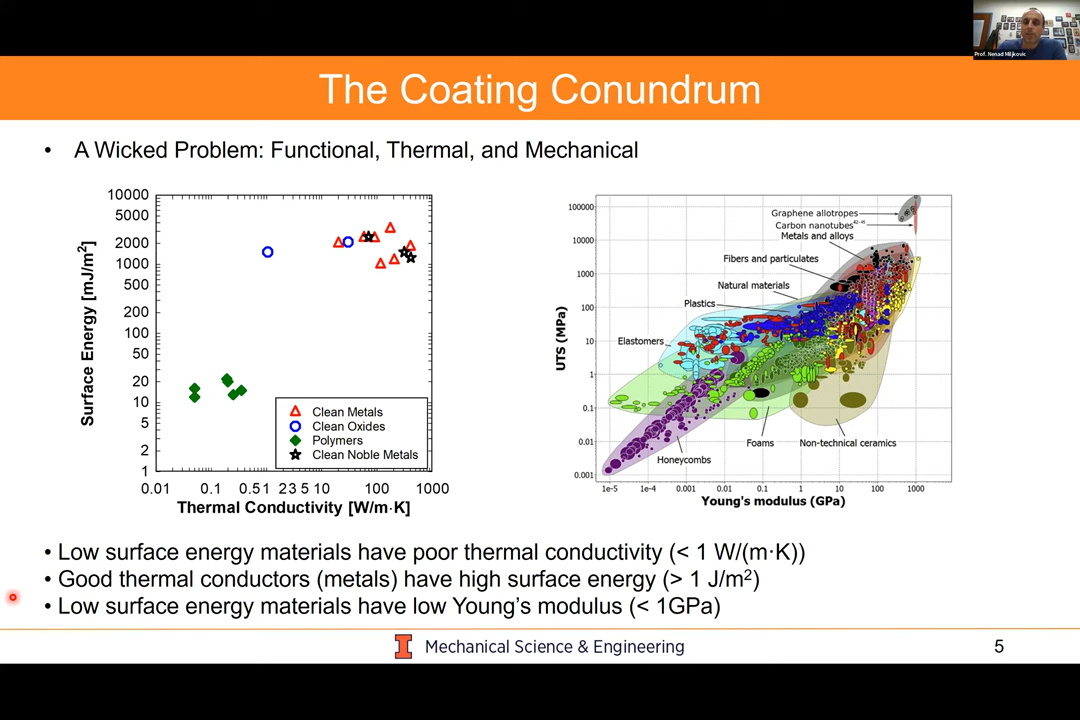 Prof. Nenad Miljkovic
The Coating Conundrum
• A Wicked Problem: Functional, Thermal, and Mechanical
10000
5000
2000
1000
500
200
100
50
20
10
5
2
1
Surface Energy [mJ/m²]
Clean Metals
Clean Oxides
Polymers
Clean Noble Metals
0.01 0.1 0.5 1 2 3 5 10 100 1000
Thermal Conductivity [W/m·K]
100000
10000
1000
100
10
1
0.1
0.01
0.001
UTS (MPa)
Graphene allotropes
Carbon nanotubes
Metals and alloys
Fibers and particulates
Natural materials
Plastics
Elastomers
Foams
Non-technical ceramics
Honeycombs
1e-5 1e-4 0.001 0.01 0.1 1 10 100 1000
Young's modulus (GPa)
• Low surface energy materials have poor thermal conductivity (< 1 W/(m·K))
• Good thermal conductors (metals) have high surface energy (> 1 J/m²)
• Low surface energy materials have low Young’s modulus (< 1GPa)
I Mechanical Science & Engineering
5